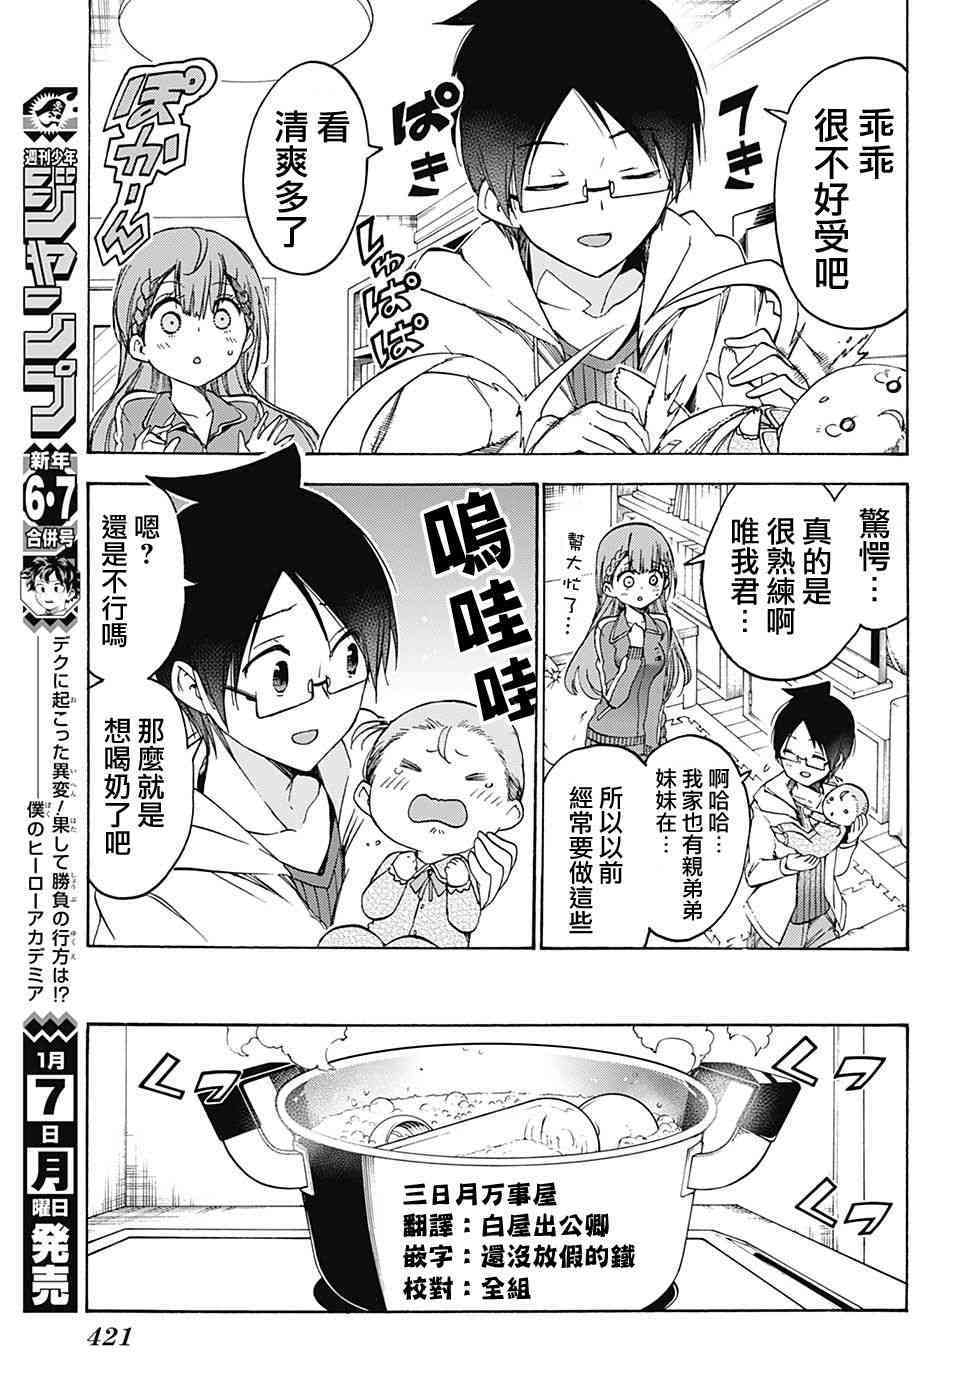 乖乖
很不好受吧
テキ
ぱきぱき
しゅぱぱぱ
看
清爽多了
ぽかーん
驚愕…
真的是
很熟練啊
唯我君…
幫大忙了…
啊哈哈…
我家也有親弟弟
妹妹在…
所以以前
經常要做這些
嗚哇哇
嗯?
還是不行嗎
那麼就是
想喝奶了吧
グツ
グツ
三日月万事屋
翻譯：白屋出公卿
嵌字：還沒放假的鐵
校對：全組
週刊少年
ジャンプ
新年
6・7
合併号
デクに起こった異変!果して勝負の行方は!?
僕のヒーローアカデミア
1月
7
日
月
曜日
発売
421